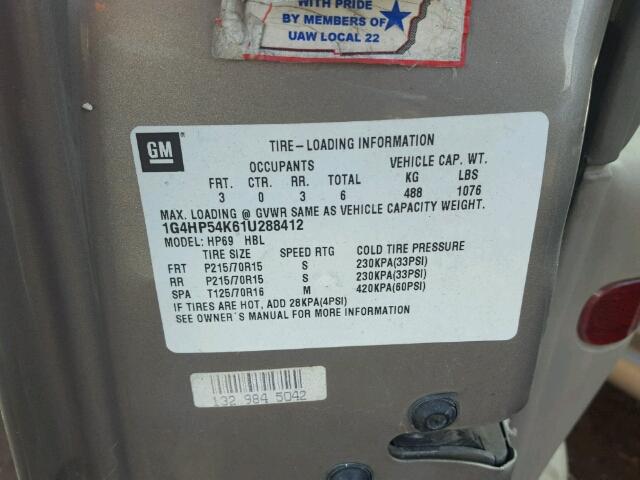 WITH PRIDE
BY MEMBERS OF
UAW LOCAL 22
GM
TIRE-LOADING INFORMATION
OCCUPANTS VEHICLE CAP. WT.
FRT. CTR. RR. TOTAL KG LBS
3 0 3 6 488 1076
MAX. LOADING @ GVWR SAME AS VEHICLE CAPACITY WEIGHT.
1G4HP54K61U288412
MODEL: HP69 HBL
TIRE SIZE SPEED RTG COLD TIRE PRESSURE
FRT P215/70R15 S 230KPA(33PSI)
RR P215/70R15 S 230KPA(33PSI)
SPA T125/70R16 M 420KPA(60PSI)
IF TIRES ARE HOT, ADD 28KPA(4PSI)
SEE OWNER'S MANUAL FOR MORE INFORMATION
132 984 5042